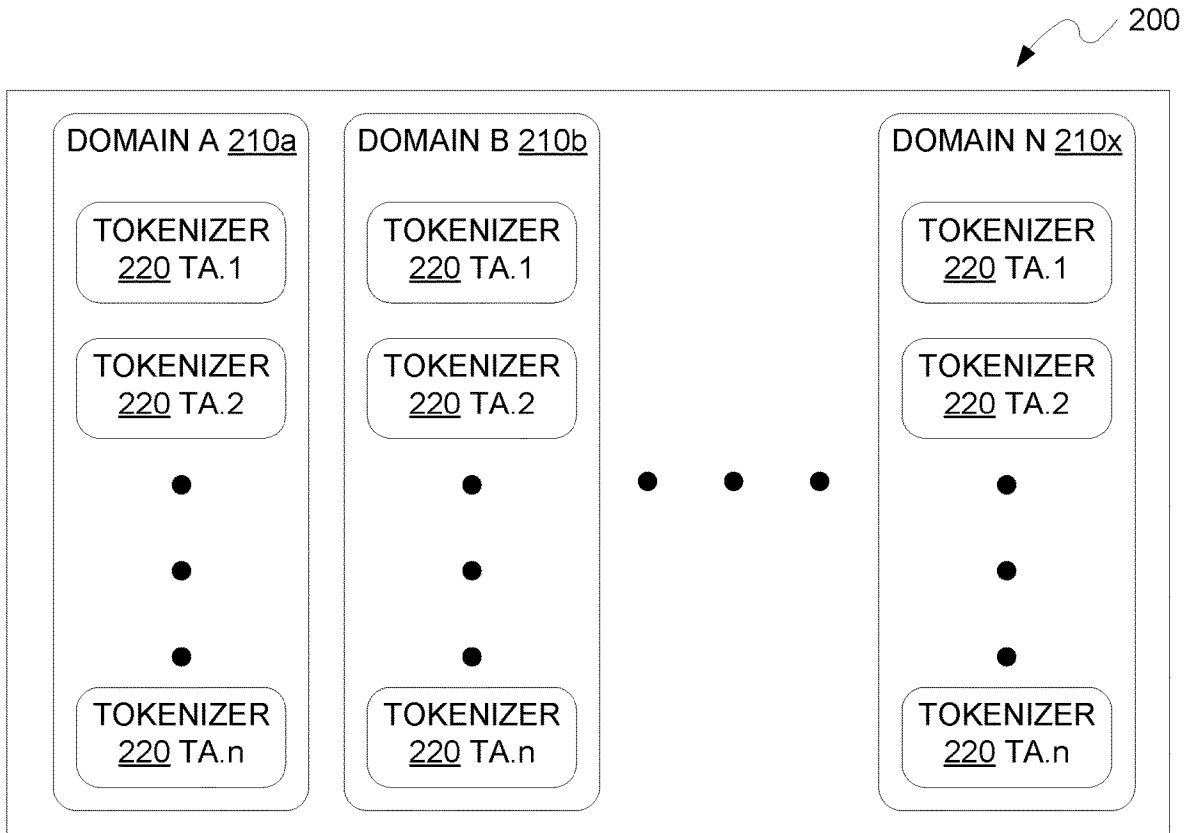 200
DOMAIN A 210a
TOKENIZER
220 TA.1
TOKENIZER
220 TA.2
TOKENIZER
220 TA.n
DOMAIN B 210b
TOKENIZER
220 TA.1
TOKENIZER
220 TA.2
TOKENIZER
220 TA.n
DOMAIN N 210x
TOKENIZER
220 TA.1
TOKENIZER
220 TA.2
TOKENIZER
220 TA.n